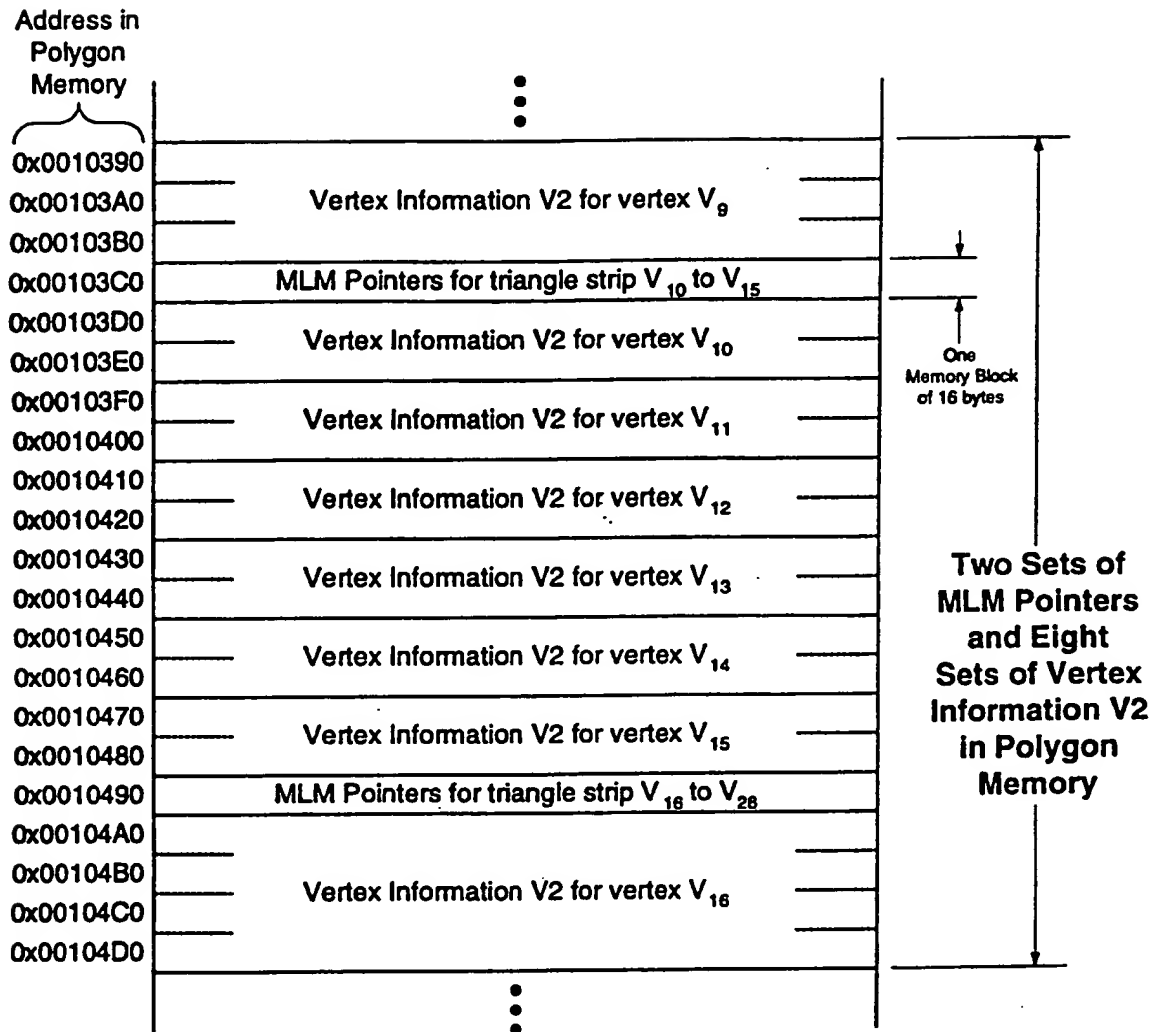 Address in
Polygon
Memory
0x0010390
0x00103A0
Vertex Information V2 for vertex V9
0x00103B0
0x00103C0
MLM Pointers for triangle strip V10 to V15
0x00103D0
Vertex Information V2 for vertex V10
0x00103E0
One
Memory Block
of 16 bytes
0x00103F0
Vertex Information V2 for vertex V11
0x0010400
0x0010410
Vertex Information V2 for vertex V12
0x0010420
0x0010430
Vertex Information V2 for vertex V13
0x0010440
0x0010450
Vertex Information V2 for vertex V14
0x0010460
0x0010470
Vertex Information V2 for vertex V15
0x0010480
0x0010490
MLM Pointers for triangle strip V16 to V28
0x00104A0
0x00104B0
Vertex Information V2 for vertex V16
0x00104C0
0x00104D0
Two Sets of
MLM Pointers
and Eight
Sets of Vertex
Information V2
in Polygon
Memory